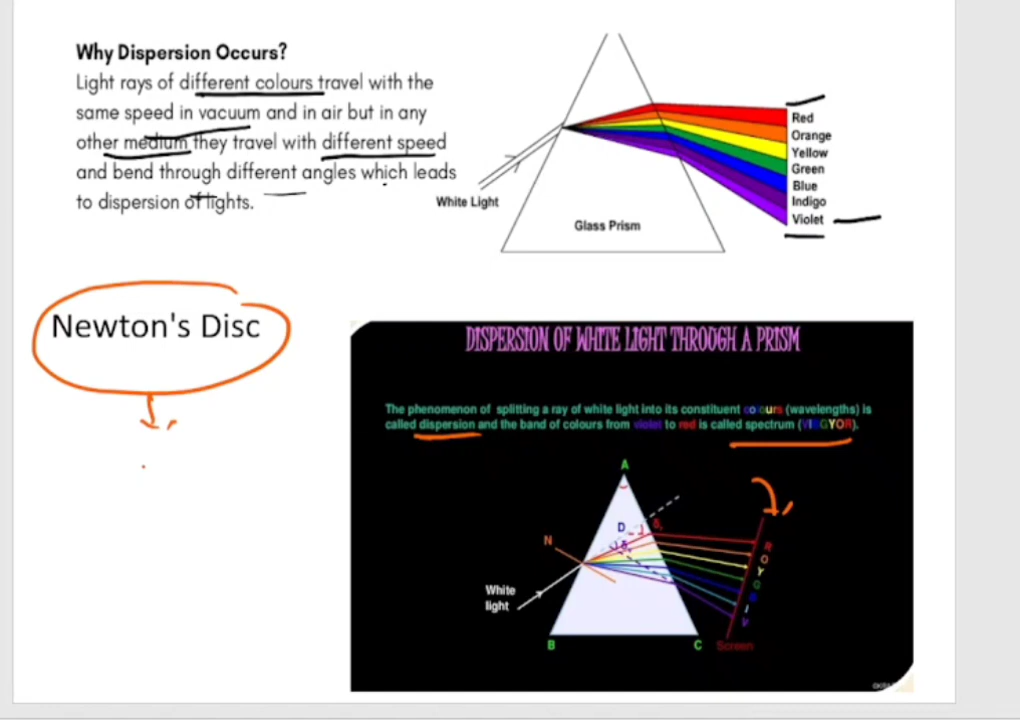 Why Dispersion Occurs?
Light rays of different colours travel with the
same speed in vacuum and in air but in any
other medium they travel with different speed
and bend through different angles which leads
to dispersion of lights.
White Light
Glass Prism
Red
Orange
Yellow
Green
Blue
Indigo
Violet
Newton's Disc
DISPERSION OF WHITE LIGHT THROUGH A PRISM
The phenomenon of splitting a ray of white light into its constituent colours (wavelengths) is
called dispersion and the band of colours from violet to red is called spectrum (VIBGYOR).
A
D
N
White
light
B
C
Screen
R
O
Y
G
B
I
V